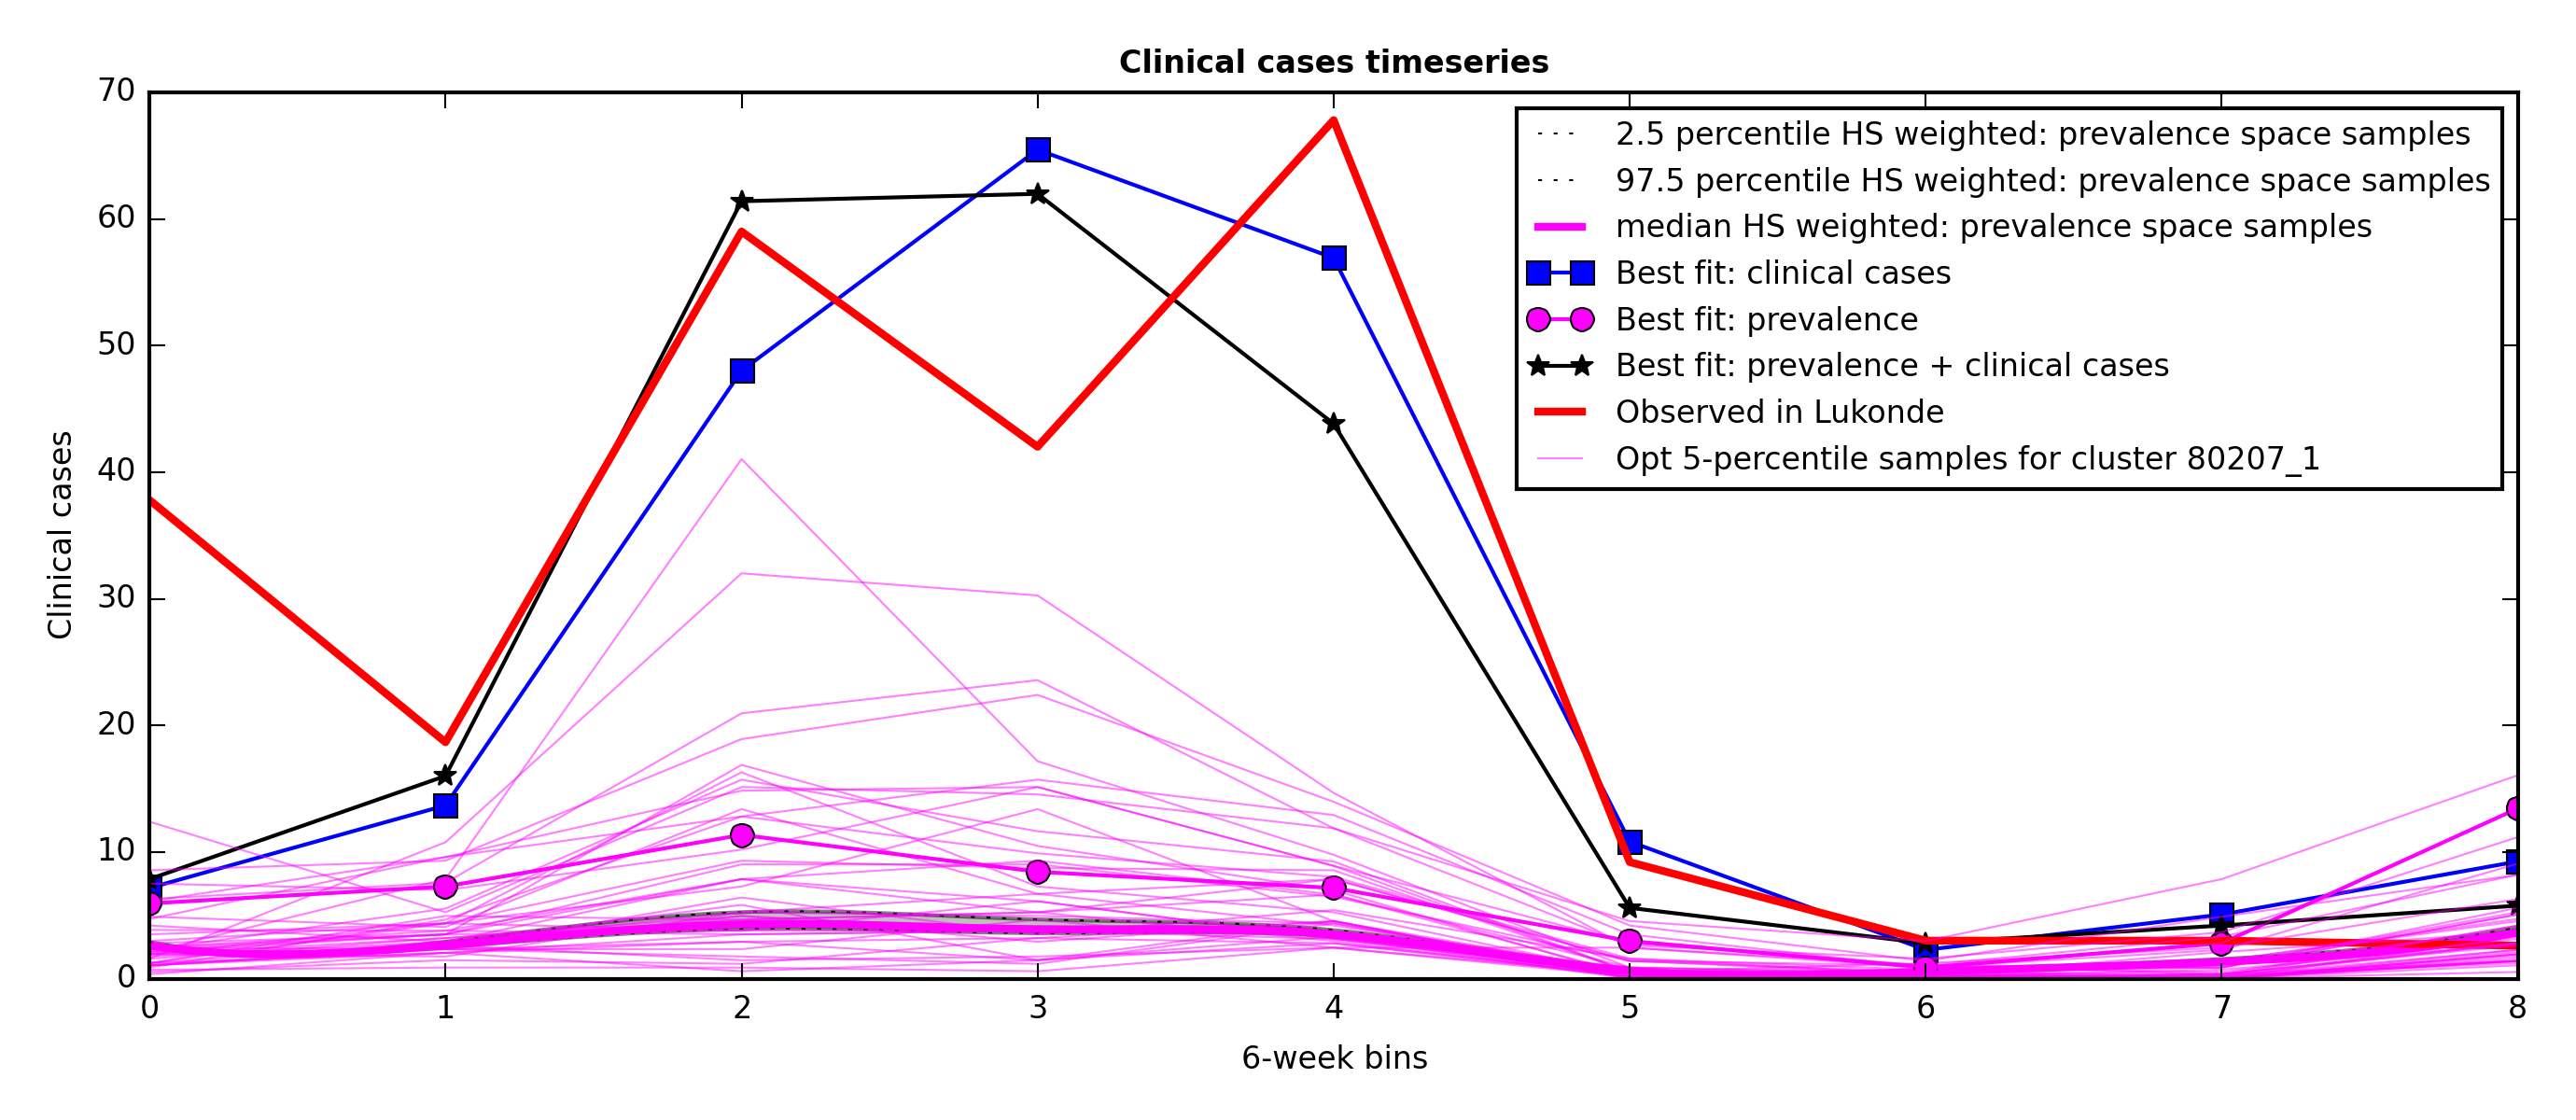 Clinical cases timeseries
70
60
50
40
30
20
10
0
Clinical cases
2.5 percentile HS weighted: prevalence space samples
97.5 percentile HS weighted: prevalence space samples
median HS weighted: prevalence space samples
Best fit: clinical cases
Best fit: prevalence
Best fit: prevalence + clinical cases
Observed in Lukonde
Opt 5-percentile samples for cluster 80207_1
0 1 2 3 4 5 6 7 8
6-week bins